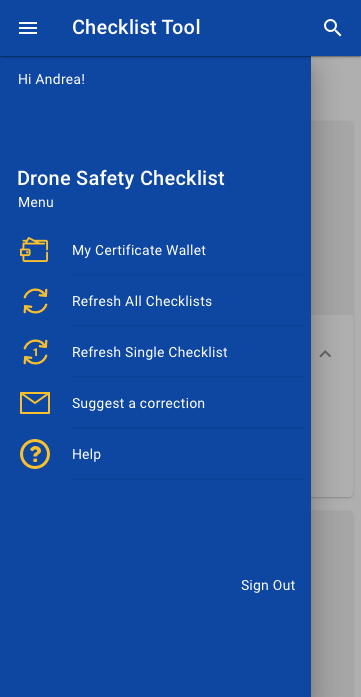 Checklist Tool
Hi Andrea!
Drone Safety Checklist
Menu
My Certificate Wallet
Refresh All Checklists
1
Refresh Single Checklist
Suggest a correction
?
Help
Sign Out